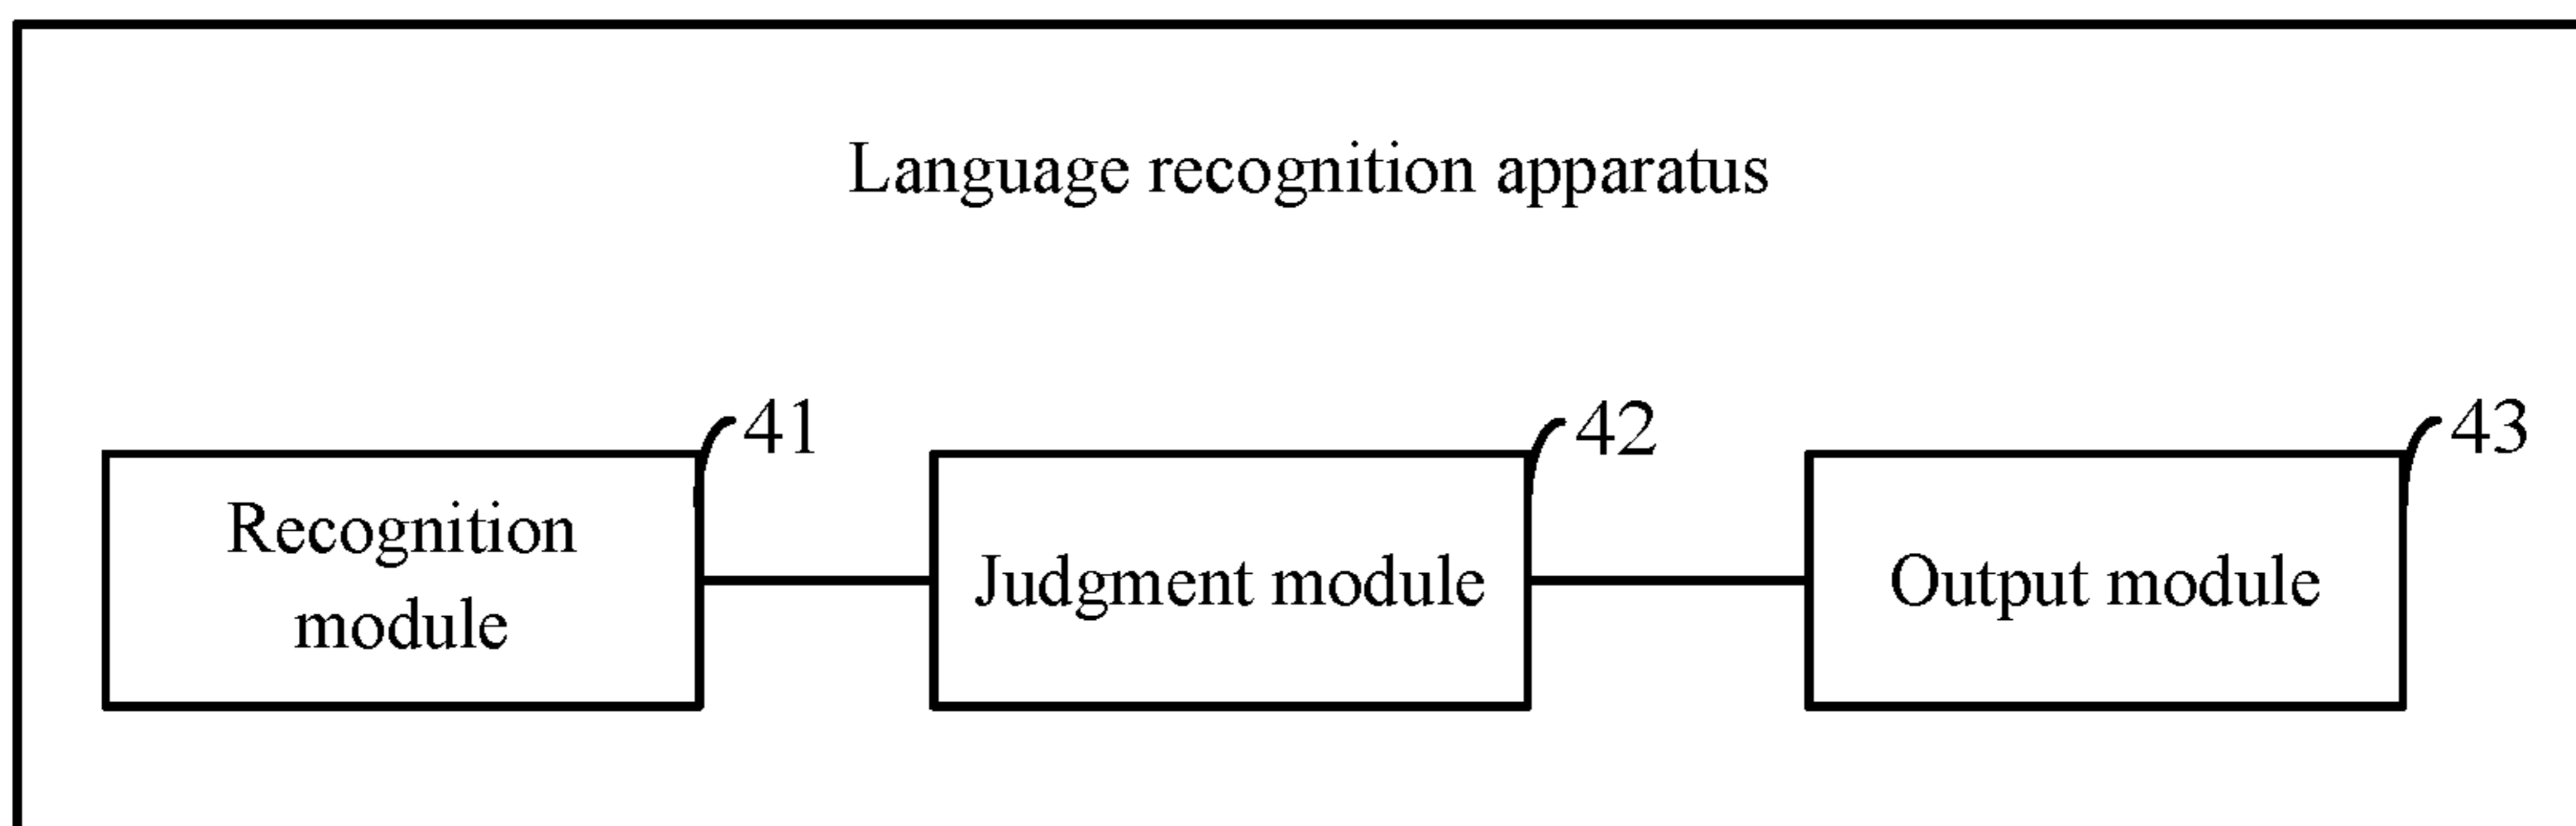 Language recognition apparatus
41
42
43
Recognition
module
Judgment module
Output module